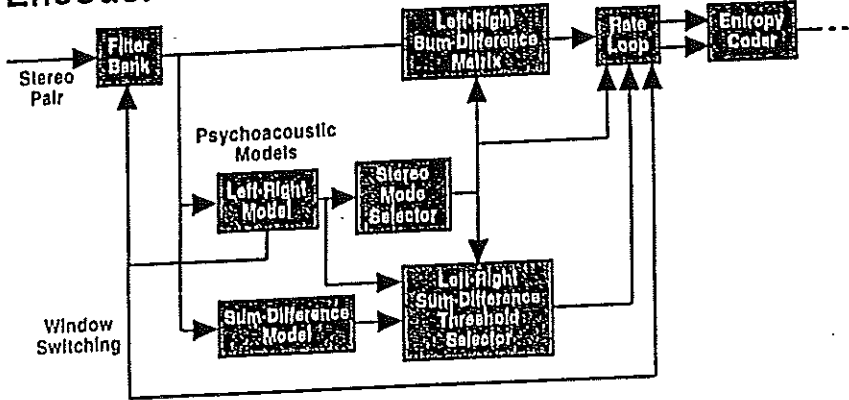 Encoder
Stereo
Pair
Filter
Bank
Left-Right
Sum-Difference
Matrix
Rate
Loop
Entropy
Coder
Psychoacoustic
Models
Left-Right
Model
Stereo
Mode
Selector
Left-Right
Sum-Difference
Threshold
Selector
Sum-Difference
Model
Window
Switching